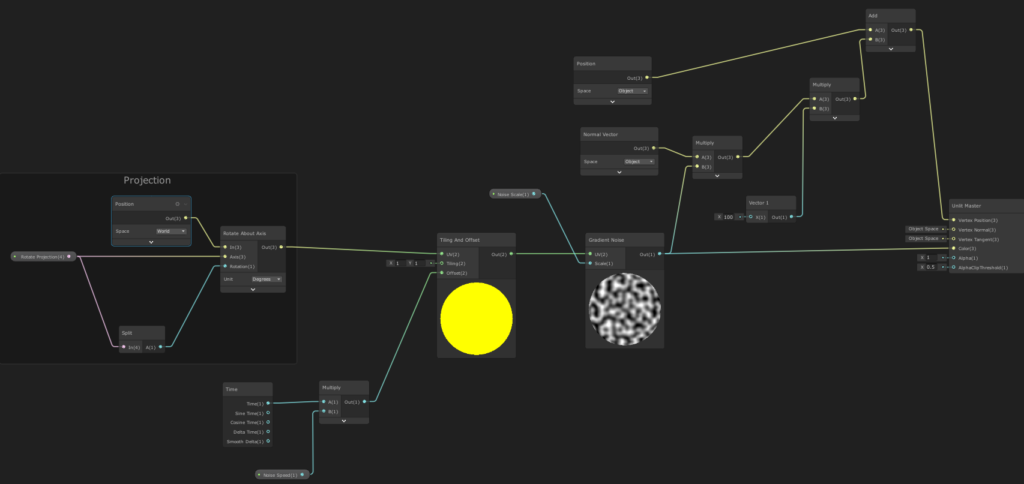 Add
A(3)
Out(3)
B(3)
Position
Out(3)
Space
Object
Multiply
A(3)
Out(3)
B(3)
Normal Vector
Out(3)
Space
Object
Multiply
A(3)
Out(3)
B(3)
Projection
Position
Out(3)
Space
World
Noise Scale(1)
Vector 1
X 100
X(1)
Out(1)
Unlit Master
Vertex Position(3)
Object Space
Vertex Normal(3)
Object Space
Vertex Tangent(3)
Color(3)
X 1
Alpha(1)
X 0.5
AlphaClipThreshold(1)
Rotate About Axis
In(3)
Out(3)
Axis(3)
Rotation(1)
Unit
Degrees
Rotate Projection(4)
Tiling And Offset
UV(2)
Out(2)
X 1 Y 1
Tiling(2)
Offset(2)
Gradient Noise
UV(2)
Out(1)
Scale(1)
Split
In(4)
A(1)
Time
Time(1)
Sine Time(1)
Cosine Time(1)
Delta Time(1)
Smooth Delta(1)
Multiply
A(1)
Out(1)
B(1)
Noise Speed(1)